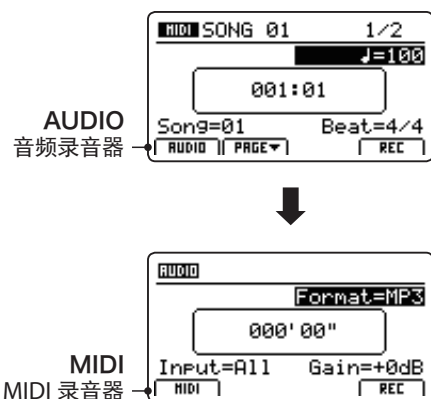 MIDI SONG 01 1/2
♩=100
001:01
Song=01 Beat=4/4
AUDIO PAGE▼ REC
AUDIO
音频录音器
AUDIO
Format=MP3
000'00"
Input=All Gain=+0dB
MIDI REC
MIDI
MIDI 录音器